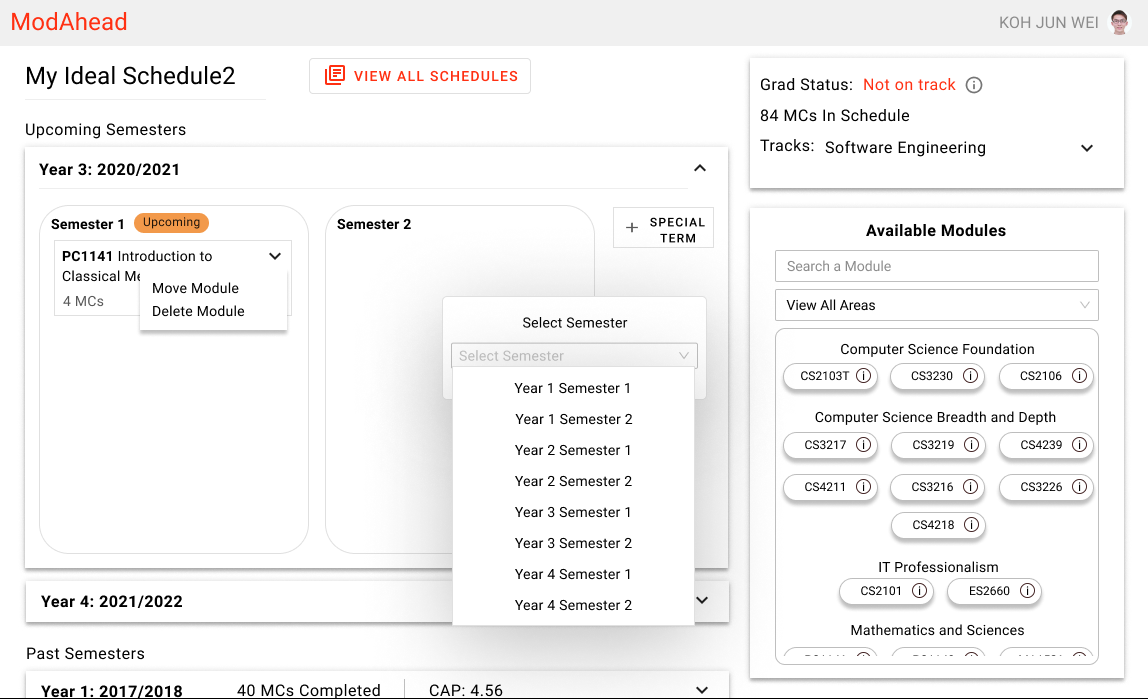 ModAhead
KOH JUN WEI
My Ideal Schedule2
VIEW ALL SCHEDULES
Upcoming Semesters
Year 3: 2020/2021
Semester 1 Upcoming
PC1141 Introduction to
Classical
4 MCs
Move Module
Delete Module
Semester 2
SPECIAL
TERM
Select Semester
Select Semester
Year 1 Semester 1
Year 1 Semester 2
Year 2 Semester 1
Year 2 Semester 2
Year 3 Semester 1
Year 3 Semester 2
Year 4 Semester 1
Year 4 Semester 2
Year 4: 2021/2022
Past Semesters
Year 1: 2017/2018 40 MCs Completed CAP: 4.56
Grad Status: Not on track
84 MCs In Schedule
Tracks: Software Engineering
Available Modules
Search a Module
View All Areas
Computer Science Foundation
CS2103T CS3230 CS2106
Computer Science Breadth and Depth
CS3217 CS3219 CS4239
CS4211 CS3216 CS3226
CS4218
IT Professionalism
CS2101 ES2660
Mathematics and Sciences